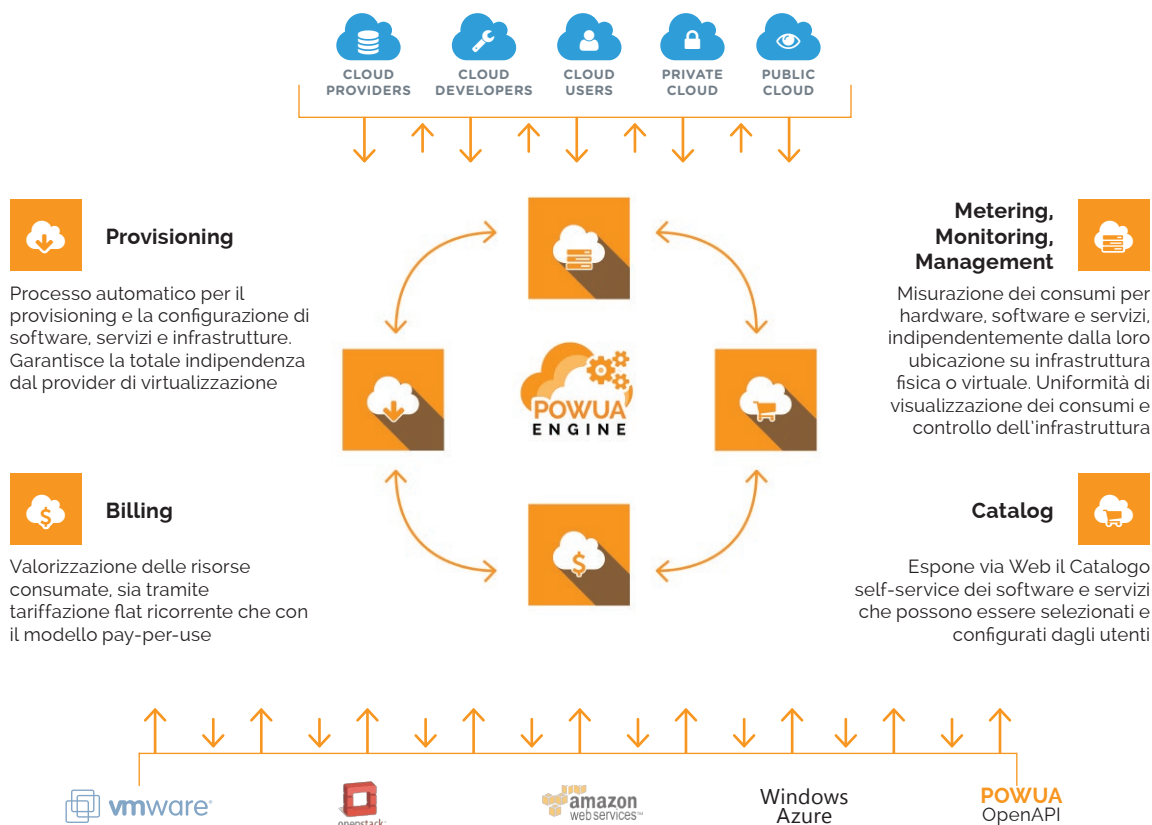 CLOUD
PROVIDERS
CLOUD
DEVELOPERS
CLOUD
USERS
PRIVATE
CLOUD
PUBLIC
CLOUD
Provisioning
Processo automatico per il
provisioning e la configurazione di
software, servizi e infrastrutture.
Garantisce la totale indipendenza
dal provider di virtualizzazione
Metering,
Monitoring,
Management
Misurazione dei consumi per
hardware, software e servizi,
indipendentemente dalla loro
ubicazione su infrastruttura
fisica o virtuale. Uniformità di
visualizzazione dei consumi e
controllo dell'infrastruttura
POWUA
ENGINE
Billing
Valorizzazione delle risorse
consumate, sia tramite
tariffazione flat ricorrente che con
il modello pay-per-use
$
$
Catalog
Espone via Web il Catalogo
self-service dei software e servizi
che possono essere selezionati e
configurati dagli utenti
vmware
openstack
amazon
webservices™
Windows
Azure
POWUA
OpenAPI